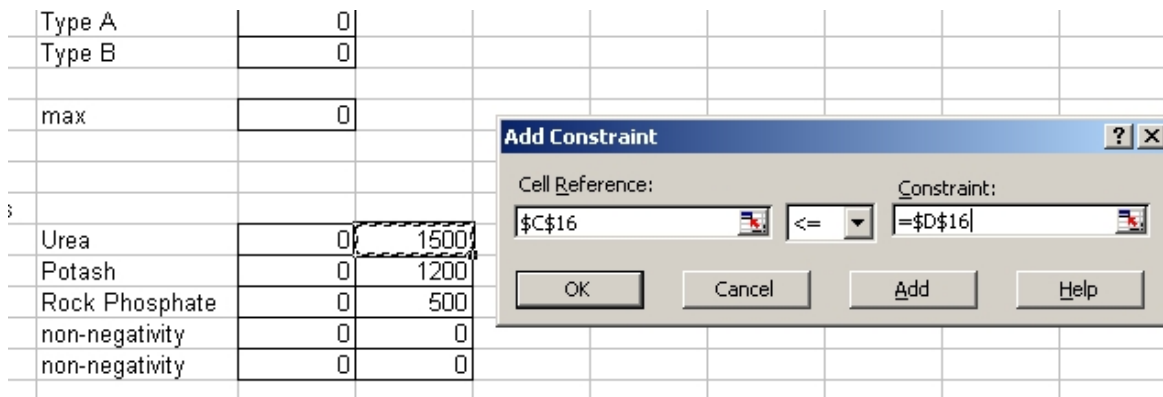 Type A 0
Type B 0
max 0
Add Constraint ? X
Cell Reference: Constraint:
$C$16 <= =$D$16
OK Cancel Add Help
s
Urea 0 1500
Potash 0 1200
Rock Phosphate 0 500
non-negativity 0 0
non-negativity 0 0